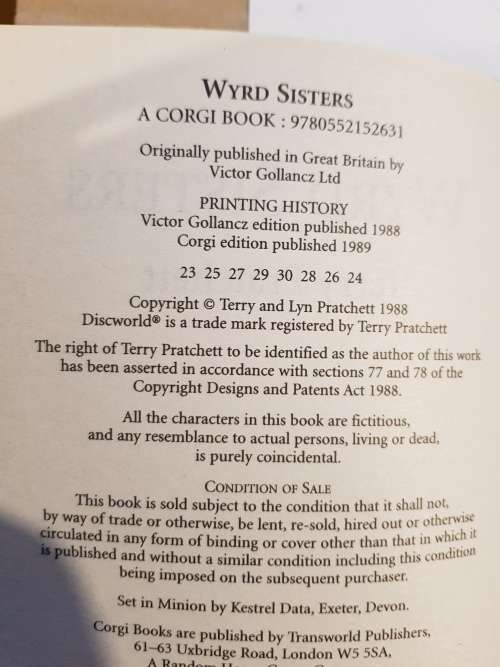 WYRD SISTERS
A CORGI BOOK : 9780552152631
Originally published in Great Britain by
Victor Gollancz Ltd
PRINTING HISTORY
Victor Gollancz edition published 1988
Corgi edition published 1989
23 25 27 29 30 28 26 24
Copyright © Terry and Lyn Pratchett 1988
Discworld® is a trade mark registered by Terry Pratchett
The right of Terry Pratchett to be identified as the author of this work
has been asserted in accordance with sections 77 and 78 of the
Copyright Designs and Patents Act 1988.
All the characters in this book are fictitious,
and any resemblance to actual persons, living or dead,
is purely coincidental.
CONDITION OF SALE
This book is sold subject to the condition that it shall not,
by way of trade or otherwise, be lent, re-sold, hired out or otherwise
circulated in any form of binding or cover other than that in which it
is published and without a similar condition including this condition
being imposed on the subsequent purchaser.
Set in Minion by Kestrel Data, Exeter, Devon.
Corgi Books are published by Transworld Publishers,
61–63 Uxbridge Road, London W5 5SA,
A Random House